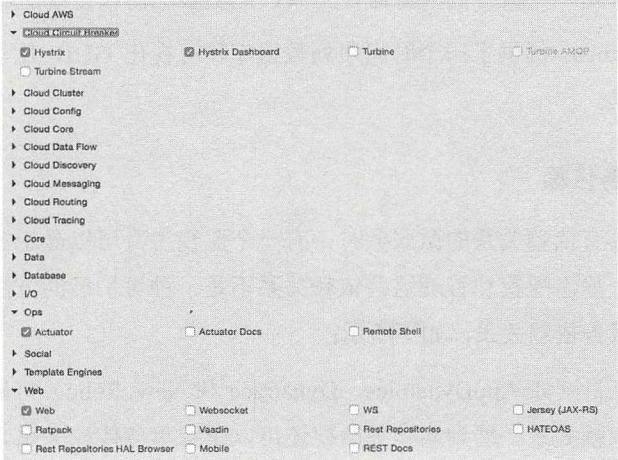 Cloud AWS
Cloud Circuit Breaker
Hystrix Hystrix Dashboard Turbine Turbine AMQP
Turbine Stream
Cloud Cluster
Cloud Config
Cloud Core
Cloud Data Flow
Cloud Discovery
Cloud Messaging
Cloud Routing
Cloud Tracing
Core
Data
Database
I/O
Ops
Actuator Actuator Docs Remote Shell
Social
Template Engines
Web
Web Websocket WS Jersey (JAX-RS)
Ratpack Vaadin Rest Repositories HATEOAS
Rest Repositories HAL Browser Mobile REST Docs